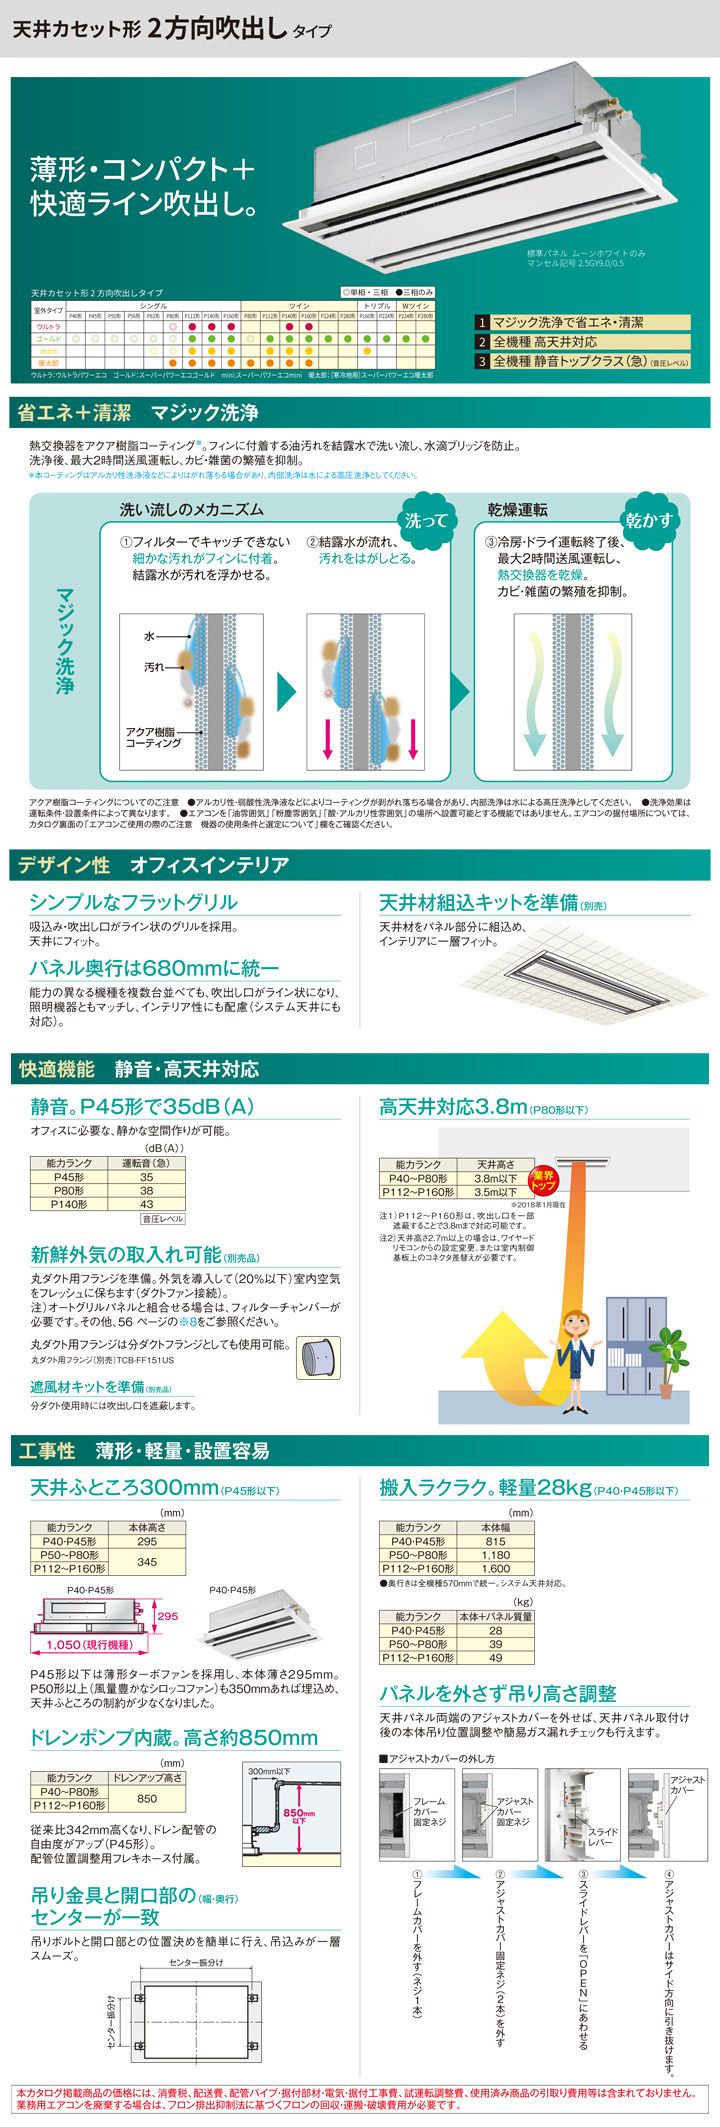 天井カセット形 2方向吹出し タイプ
薄形・コンパクト＋
快適ライン吹出し。
標準パネル ムーンホワイトのみ
マンセル記号 2.5GY9.0/0.5
天井カセット形2方向吹出しタイプ
◎単相・三相 ●三相のみ
室外タイプ シングル ツイン トリプル Wツイン
P40形 P45形 P50形 P56形 P63形 P80形 P112形 P140形 P160形 P80形 P112形 P140形 P160形 P224形 P280形 P160形 P224形 P224形 P280形
ウルトラ
ゴールド
mini
暖太郎
ウルトラ:ウルトラパワーエコ ゴールド:スーパーパワーエコゴールド mini:スーパーパワーエコmini 暖太郎:[寒冷地用]スーパーパワーエコ暖太郎
1 マジック洗浄で省エネ・清潔
2 全機種 高天井対応
3 全機種 静音トップクラス(急)(音圧レベル)
省エネ＋清潔 マジック洗浄
熱交換器をアクア樹脂コーティング*。フィンに付着する油汚れを結露水で洗い流し、水滴ブリッジを防止。
洗浄後、最大2時間送風運転し、カビ・雑菌の繁殖を抑制。
*本コーティングはアルカリ性洗浄液などによりはがれ落ちる場合があり、内部洗浄は水による高圧洗浄としてください。
マジック洗浄
洗い流しのメカニズム
洗って
①フィルターでキャッチできない
細かな汚れがフィンに付着。
結露水が汚れを浮かせる。
②結露水が流れ、
汚れをはがしとる。
水
汚れ
アクア樹脂
コーティング
乾燥運転
乾かす
③冷房・ドライ運転終了後、
最大2時間送風運転し、
熱交換器を乾燥。
カビ・雑菌の繁殖を抑制。
アクア樹脂コーティングについてのご注意 ●アルカリ性・弱酸性洗浄液などによりコーティングが剥がれ落ちる場合があり、内部洗浄は水による高圧洗浄としてください。 ●洗浄効果は
運転条件・設置条件によって異なります。 ●エアコンを「油雰囲気」「粉塵雰囲気」「酸・アルカリ性雰囲気」の場所へ設置可能とする機能ではありません。エアコンの据付場所については、
カタログ裏面の「エアコンご使用の際のご注意 機器の使用条件と選定について」欄をご確認ください。
デザイン性 オフィスインテリア
シンプルなフラットグリル
吸込み・吹出し口がライン状のグリルを採用。
天井にフィット。
パネル奥行は680mmに統一
能力の異なる機種を複数台並べても、吹出し口がライン状になり、
照明機器ともマッチし、インテリア性にも配慮(システム天井にも
対応)。
天井材組込キットを準備(別売)
天井材をパネル部分に組込め、
インテリアに一層フィット。
快適機能 静音・高天井対応
静音。P45形で35dB(A)
オフィスに必要な、静かな空間作りが可能。
(dB(A))
能力ランク 運転音(急)
P45形 35
P80形 38
P140形 43
音圧レベル
新鮮外気の取入れ可能(別売品)
丸ダクト用フランジを準備。外気を導入して(20%以下)室内空気
をフレッシュに保ちます(ダクトファン接続)。
注)オートグリルパネルと組合せる場合は、フィルターチャンバーが
必要です。その他、56 ページの※8をご参照ください。
丸ダクト用フランジは分ダクトフランジとしても使用可能。
丸ダクト用フランジ(別売)TCB-FF151US
遮風材キットを準備(別売品)
分ダクト使用時には吹出し口を遮蔽します。
高天井対応3.8m(P80形以下)
能力ランク 天井高さ
P40〜P80形 3.8m以下
P112〜P160形 3.5m以下
業界
トップ
※2018年1月現在
注1)P112〜P160形は、吹出し口を一部
遮蔽することで3.8mまで対応可能です。
注2)天井高さ2.7m以上の場合は、ワイヤード
リモコンからの設定変更、または室内制御
基板上のコネクタ差替えが必要です。
工事性 薄形・軽量・設置容易
天井ふところ300mm(P45形以下)
(mm)
能力ランク 本体高さ
P40・P45形 295
P50〜P80形 345
P112〜P160形
P40・P45形
P40・P45形
295
1,050(現行機種)
P45形以下は薄形ターボファンを採用し、本体薄さ295mm。
P50形以上(風量豊かなシロッコファン)も350mmあれば埋込め、
天井ふところの制約が少なくなりました。
ドレンポンプ内蔵。高さ約850mm
(mm)
能力ランク ドレンアップ高さ
P40〜P80形 850
P112〜P160形
300mm以下
850mm
以下
従来比342mm高くなり、ドレン配管の
自由度がアップ(P45形)。
配管位置調整用フレキホース付属。
吊り金具と開口部の(幅・奥行)
センターが一致
吊りボルトと開口部との位置決めを簡単に行え、吊込みが一層
スムーズ。
センター振分け
センター振分け
搬入ラクラク。軽量28kg(P40・P45形以下)
(mm)
能力ランク 本体幅
P40・P45形 815
P50〜P80形 1,180
P112〜P160形 1,600
●奥行きは全機種570mmで統一。システム天井対応。
(kg)
能力ランク 本体＋パネル質量
P40・P45形 28
P50〜P80形 39
P112〜P160形 49
パネルを外さず吊り高さ調整
天井パネル両端のアジャストカバーを外せば、天井パネル取付け
後の本体吊り位置調整や簡易ガス漏れチェックも行えます。
■アジャストカバーの外し方
フレーム
カバー
固定ネジ
アジャスト
カバー
固定ネジ
スライド
レバー
アジャスト
カバー
①フレームカバーを外す(ネジ1本)
②アジャストカバー固定ネジ(2本)を外す
③スライドレバーを「OPEN」にあわせる
④アジャストカバーはサイド方向に引き抜けます。
本カタログ掲載商品の価格には、消費税、配送費、配管パイプ・据付部材・電気・据付工事費、試運転調整費、使用済み商品の引取り費用等は含まれておりません。
業務用エアコンを廃棄する場合は、フロン排出抑制法に基づくフロンの回収・運搬・破壊費用が必要です。